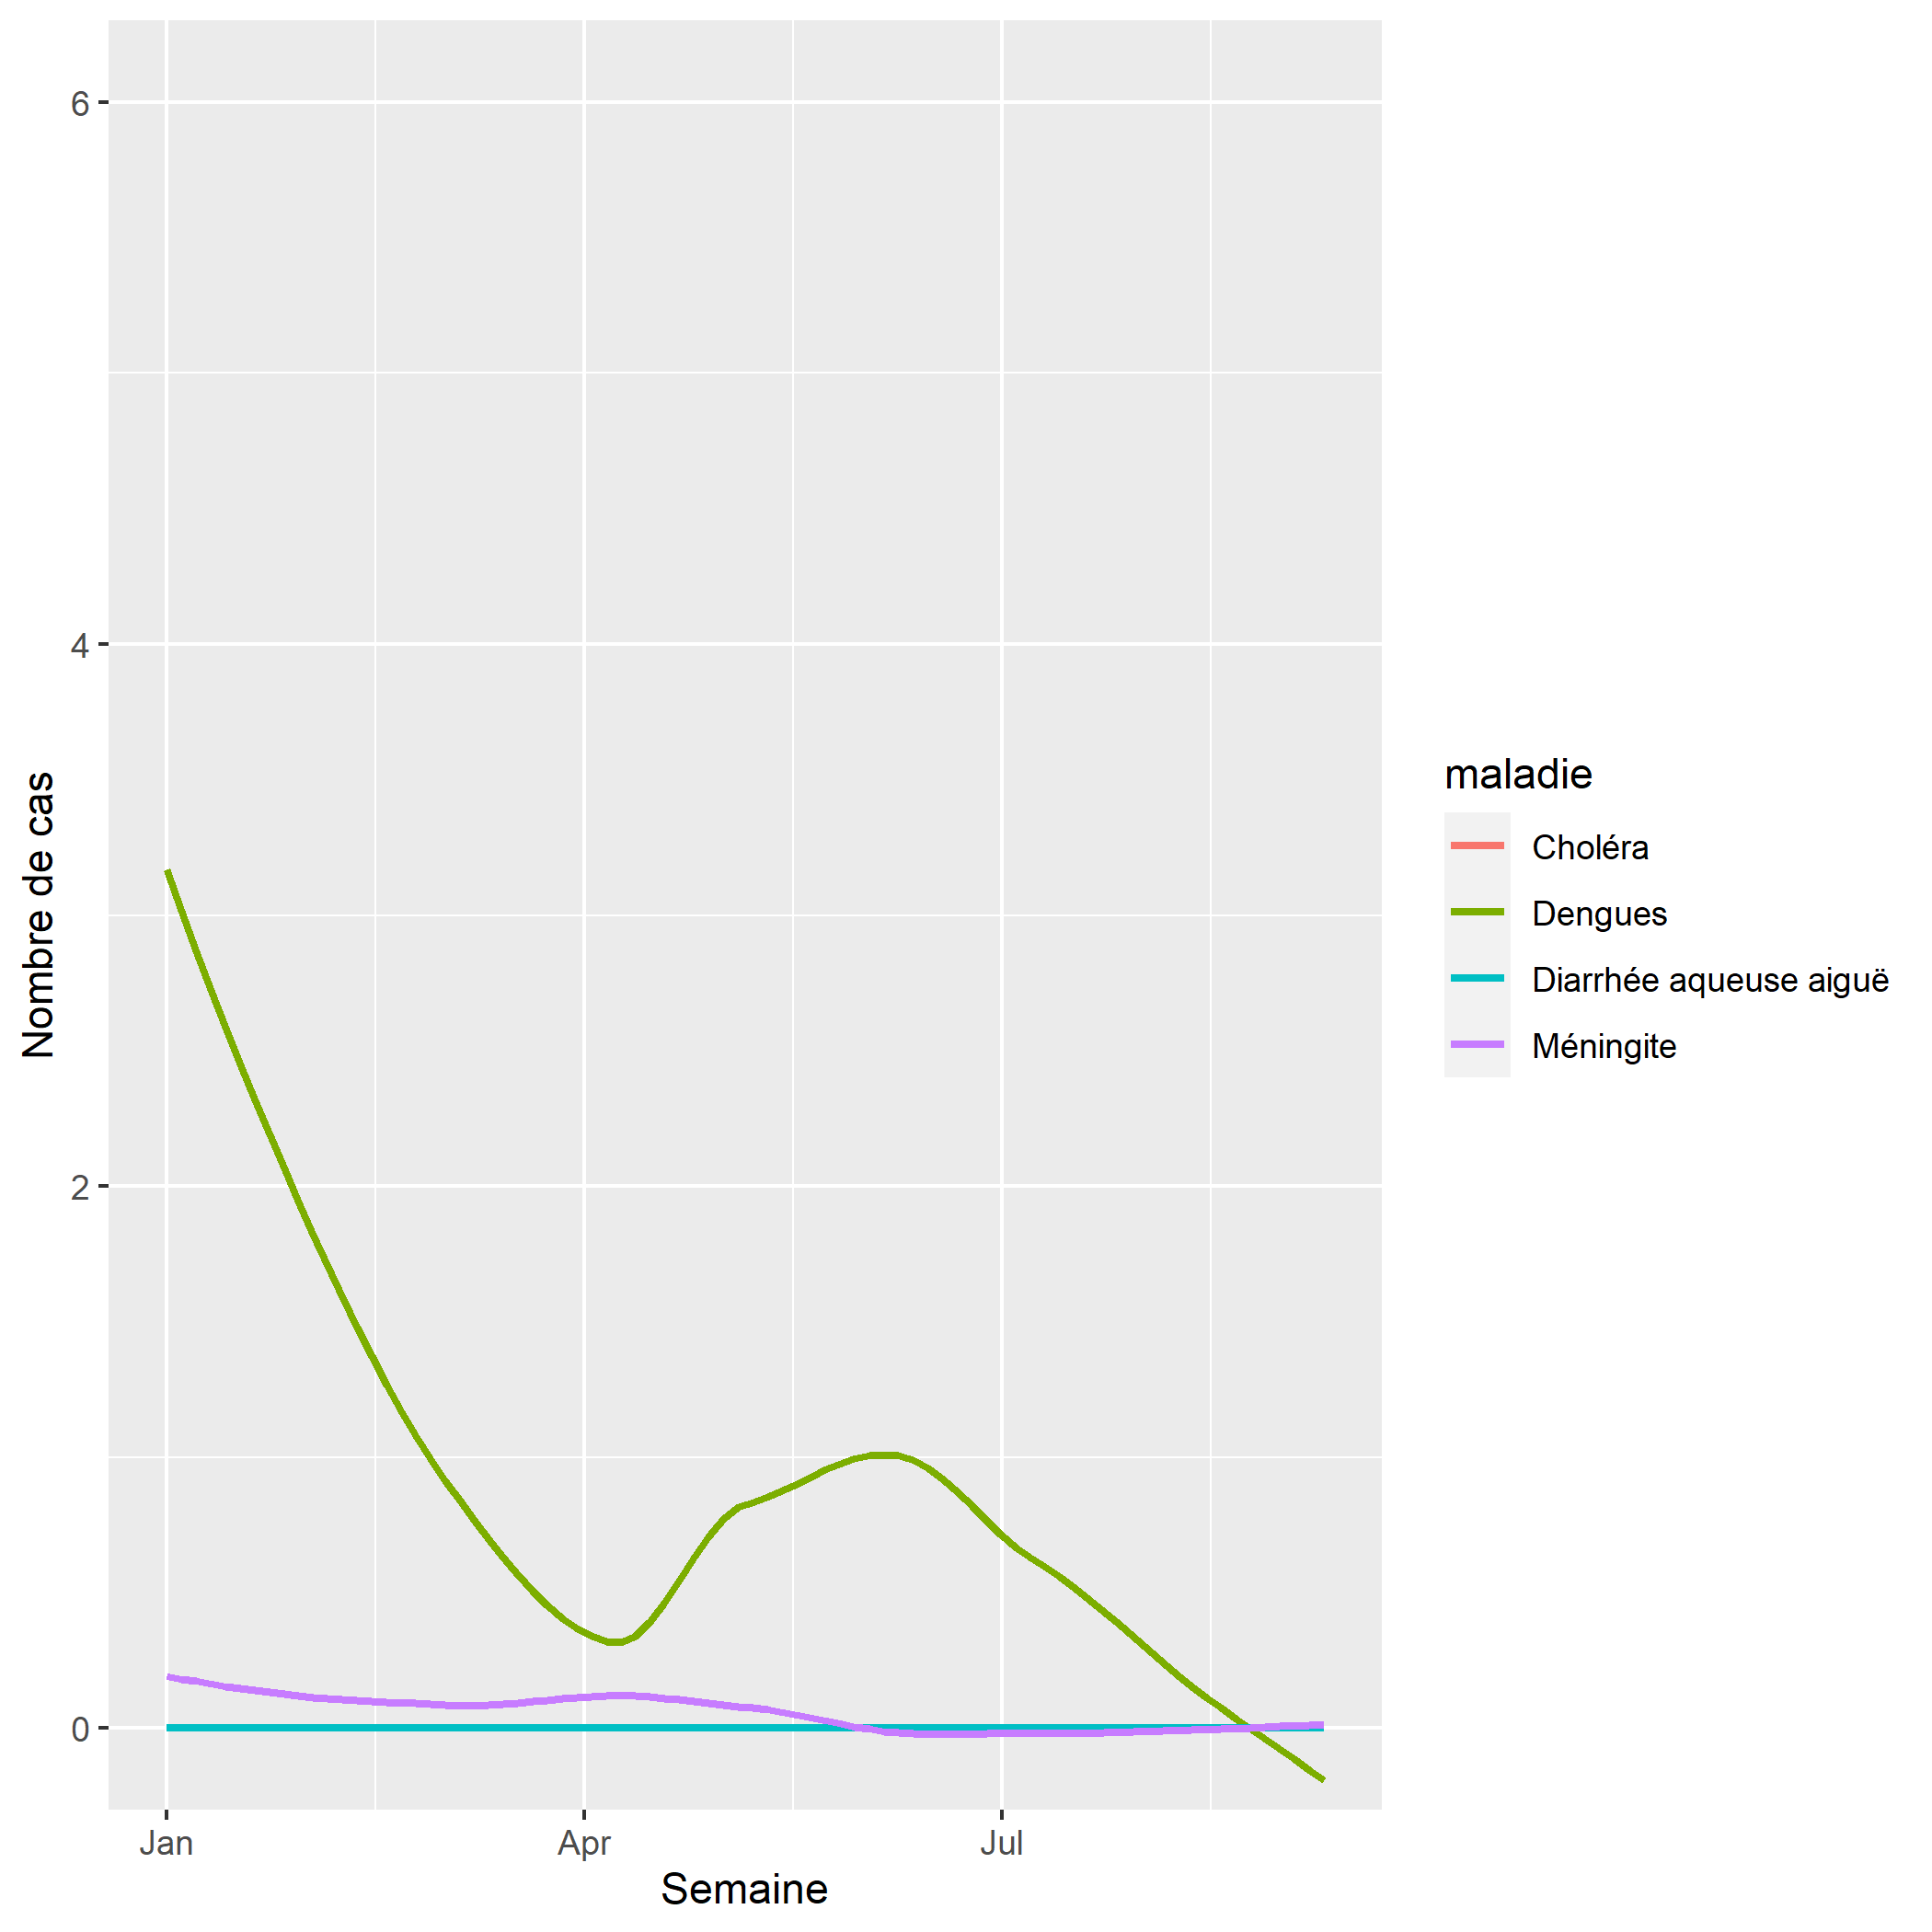 Nombre de cas
6
4
2
0
Jan
Apr
Jul
Semaine
maladie
Choléra
Dengues
Diarrhée aqueuse aiguë
Méningite